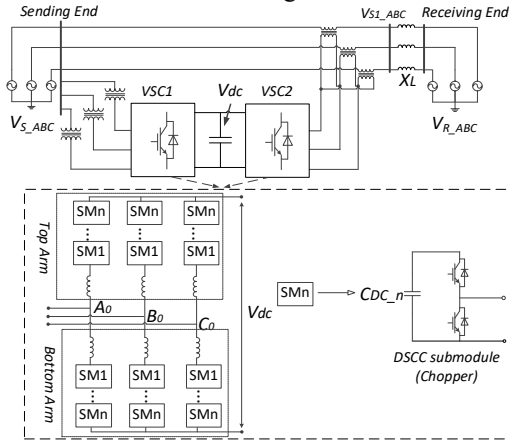 Sending End
V_S1_ABC
Receiving End
VSC1
V_dc
VSC2
X_L
V_S_ABC
V_R_ABC
Top Arm
SMn
SMn
SMn
SM1
SM1
SM1
A_0
B_0
C_0
V_dc
SMn
C_DC_n
DSCC submodule
(Chopper)
Bottom Arm
SM1
SM1
SM1
SMn
SMn
SMn